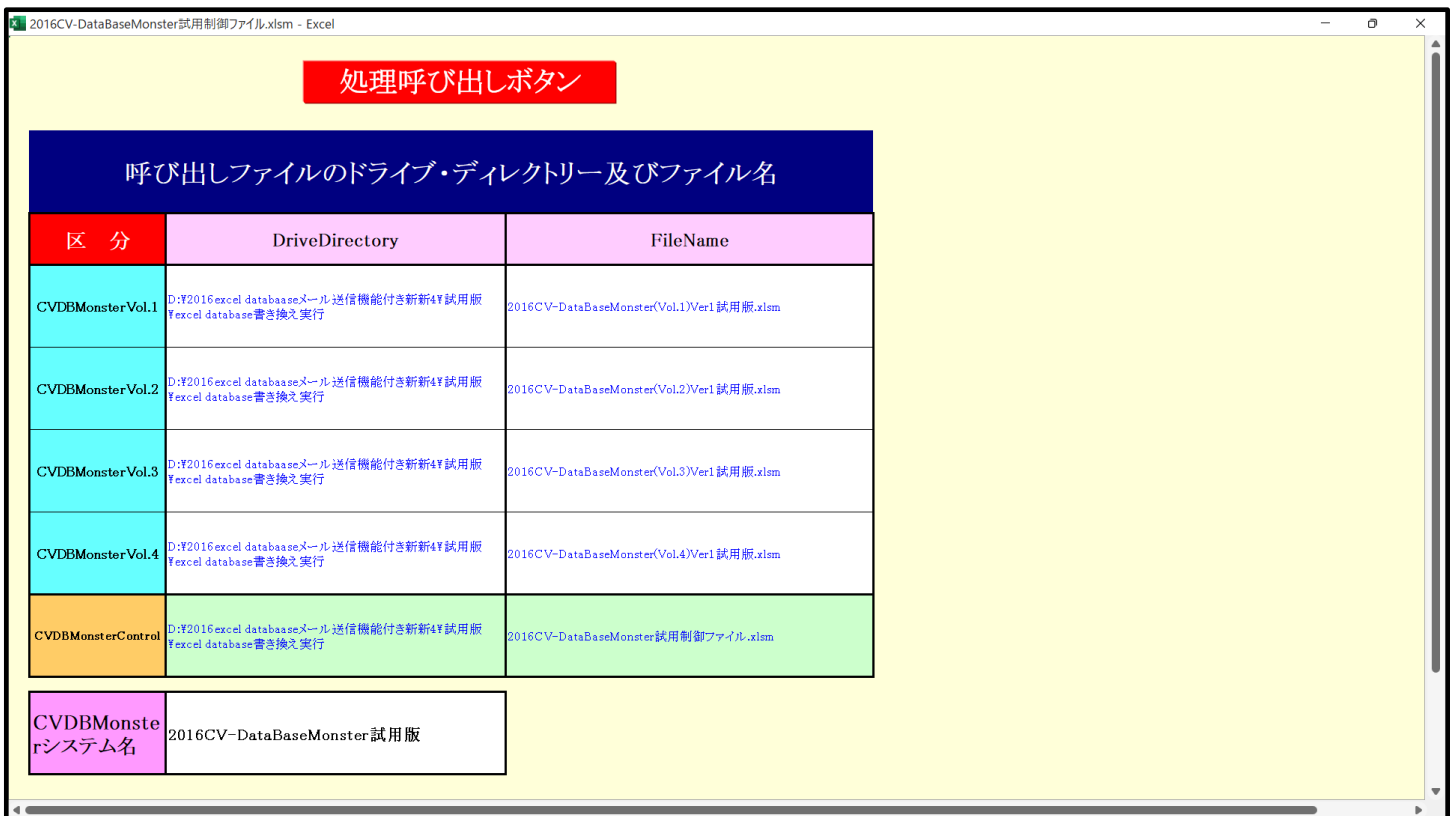 2016CV-DataBaseMonster試用制御ファイル.xlsm - Excel
処理呼び出しボタン
呼び出しファイルのドライブ・ディレクトリー及びファイル名
区　分 DriveDirectory FileName
CVDBMonsterVol.1 D:¥2016excel databaaseメール送信機能付き新新4¥試用版
¥excel database書き換え実行 2016CV-DataBaseMonster(Vol.1)Ver1試用版.xlsm
CVDBMonsterVol.2 D:¥2016excel databaaseメール送信機能付き新新4¥試用版
¥excel database書き換え実行 2016CV-DataBaseMonster(Vol.2)Ver1試用版.xlsm
CVDBMonsterVol.3 D:¥2016excel databaaseメール送信機能付き新新4¥試用版
¥excel database書き換え実行 2016CV-DataBaseMonster(Vol.3)Ver1試用版.xlsm
CVDBMonsterVol.4 D:¥2016excel databaaseメール送信機能付き新新4¥試用版
¥excel database書き換え実行 2016CV-DataBaseMonster(Vol.4)Ver1試用版.xlsm
CVDBMonsterControl D:¥2016excel databaaseメール送信機能付き新新4¥試用版
¥excel database書き換え実行 2016CV-DataBaseMonster試用制御ファイル.xlsm
CVDBMonste
rシステム名 2016CV-DataBaseMonster試用版